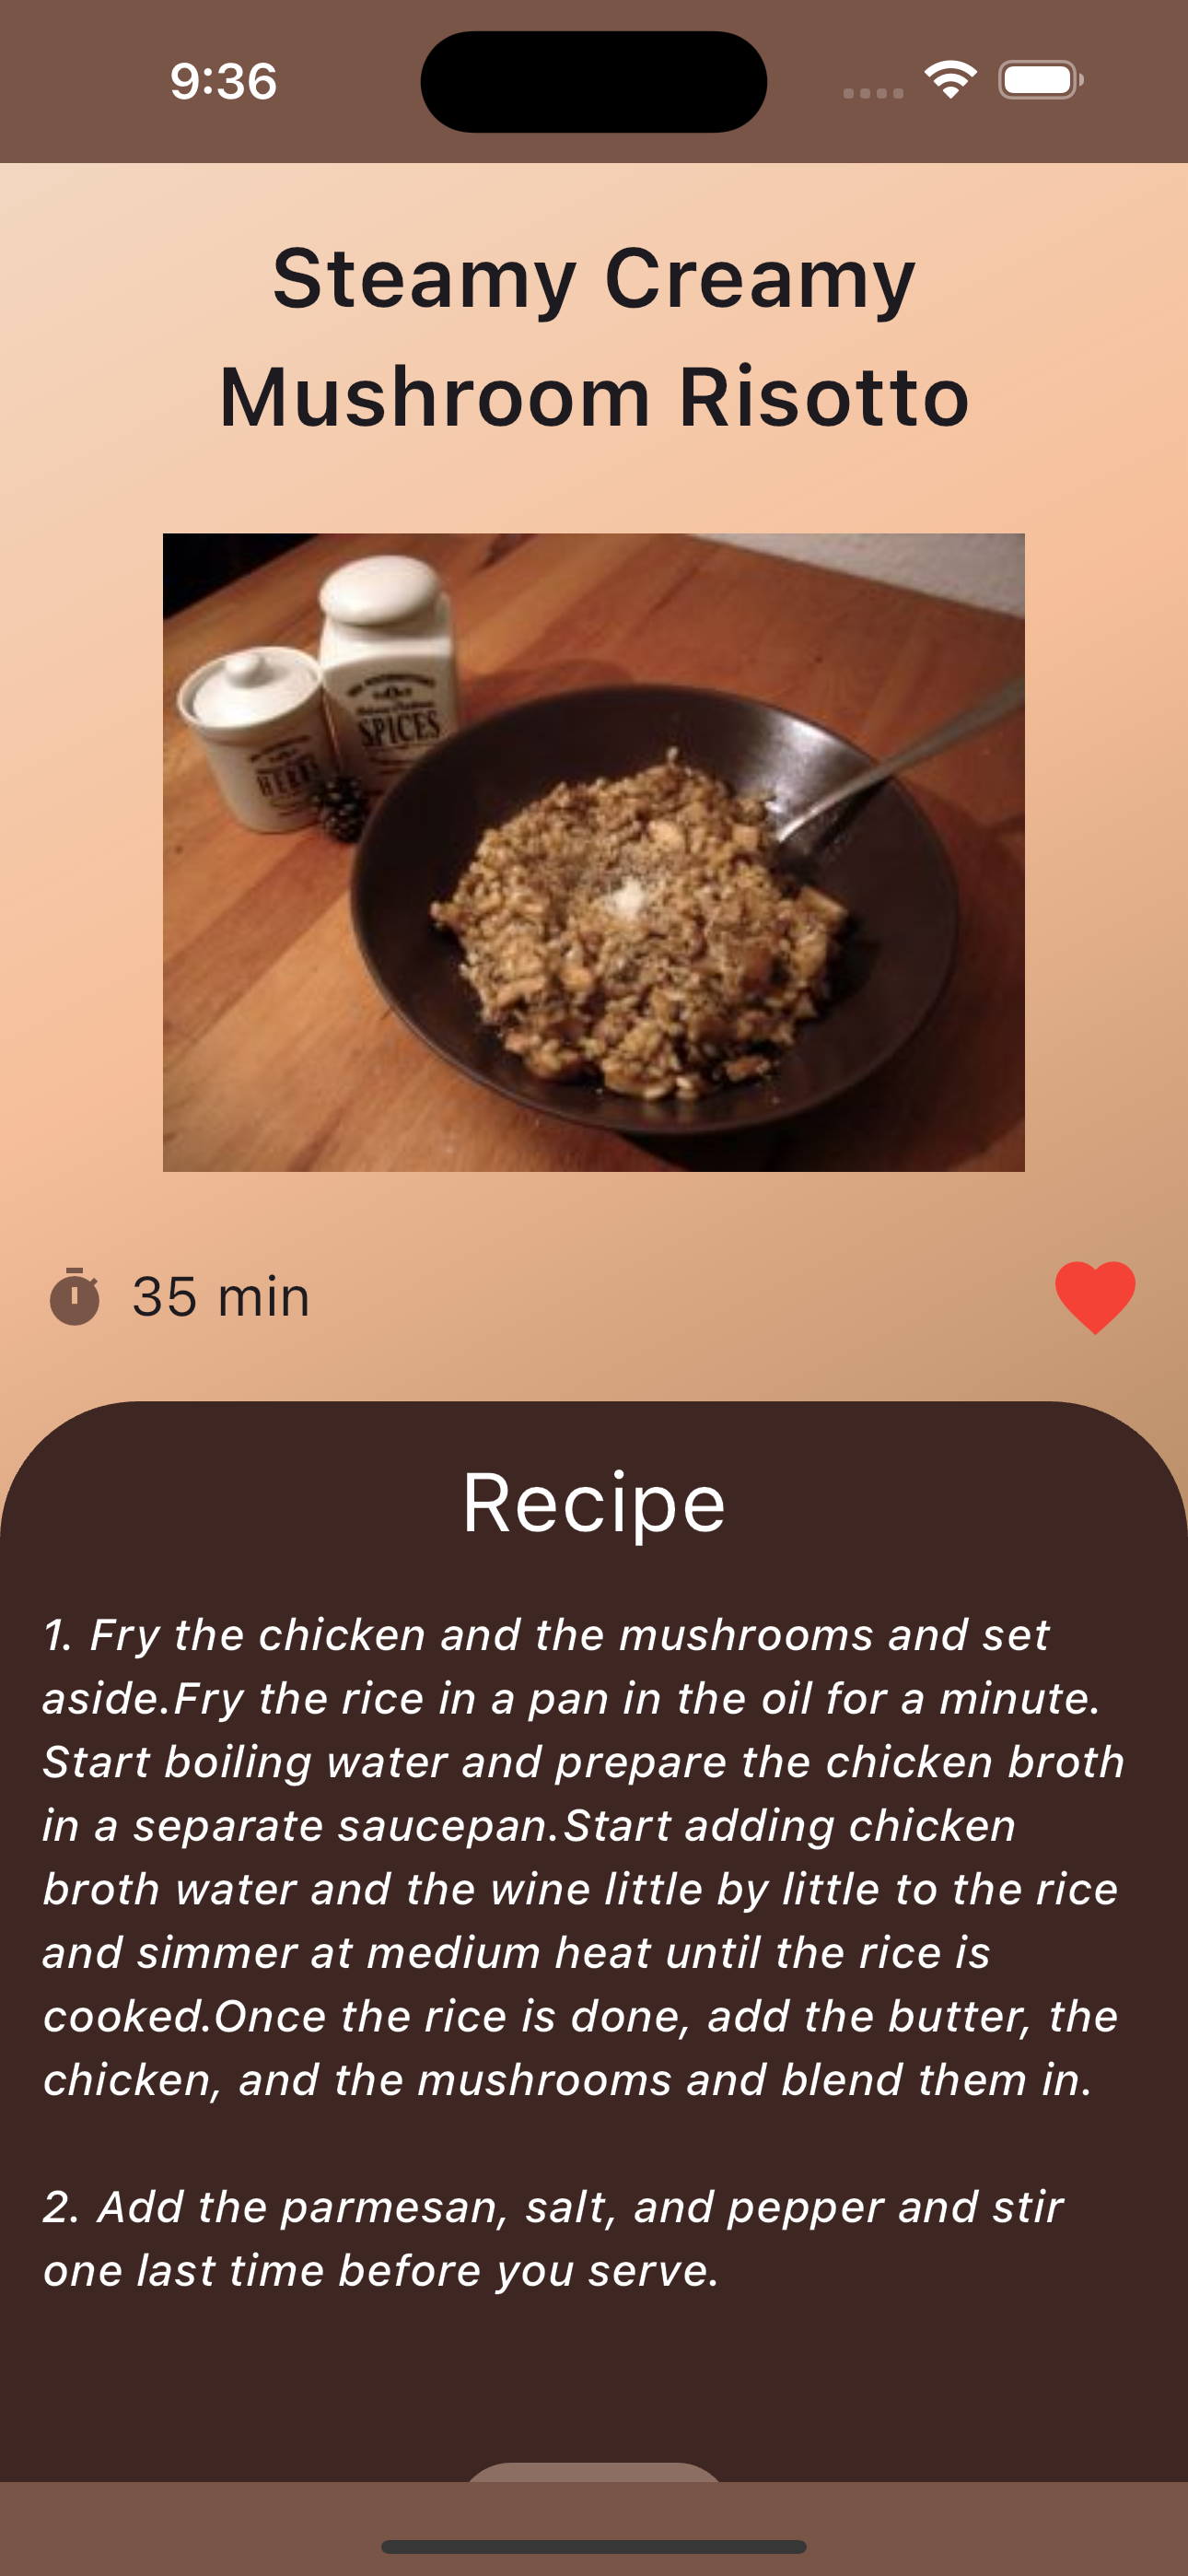 9:36
Steamy Creamy
Mushroom Risotto
SPICES
HERBS
35 min
Recipe
1. Fry the chicken and the mushrooms and set
aside.Fry the rice in a pan in the oil for a minute.
Start boiling water and prepare the chicken broth
in a separate saucepan.Start adding chicken
broth water and the wine little by little to the rice
and simmer at medium heat until the rice is
cooked.Once the rice is done, add the butter, the
chicken, and the mushrooms and blend them in.
2. Add the parmesan, salt, and pepper and stir
one last time before you serve.